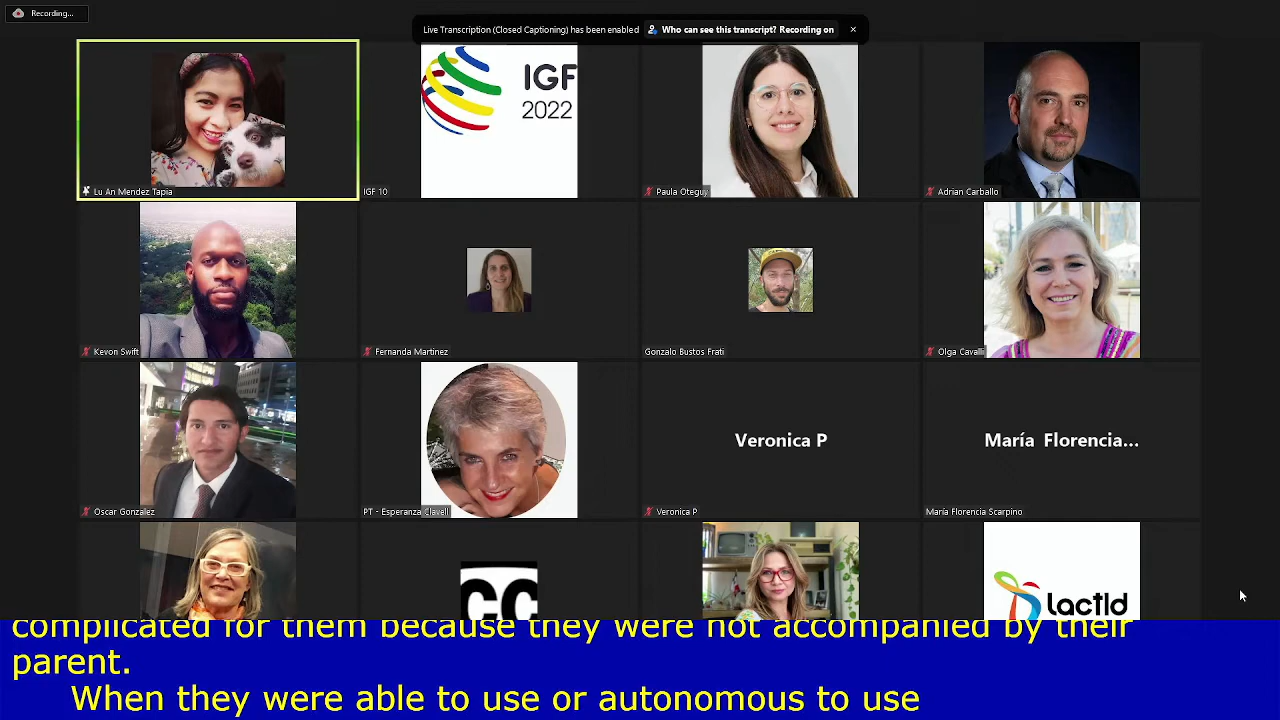 Recording...
Live Transcription (Closed Captioning) has been enabled Who can see this transcript? Recording on
Lu An Mendez Tapia
IGF
2022
IGF 10
Paula Oteguy
Adrian Carballo
Kevon Swift
Fernanda Martinez
Gonzalo Bustos Frati
Olga Cavalli
Oscar Gonzalez
PT - Esperanza Clavell
Veronica P
Veronica P
María Florencia...
María Florencia Scarpino
CC
lactld
complicated for them because they were not accompanied by their
parent.
When they were able to use or autonomous to use